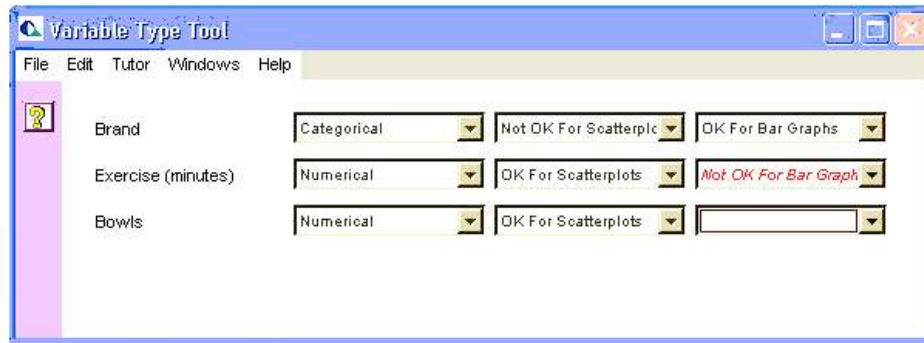 Variable Type Tool
File Edit Tutor Windows Help
Brand Categorical Not OK For Scatterplc OK For Bar Graphs
Exercise (minutes) Numerical OK For Scatterplots Not OK For Bar Graph
Bowls Numerical OK For Scatterplots